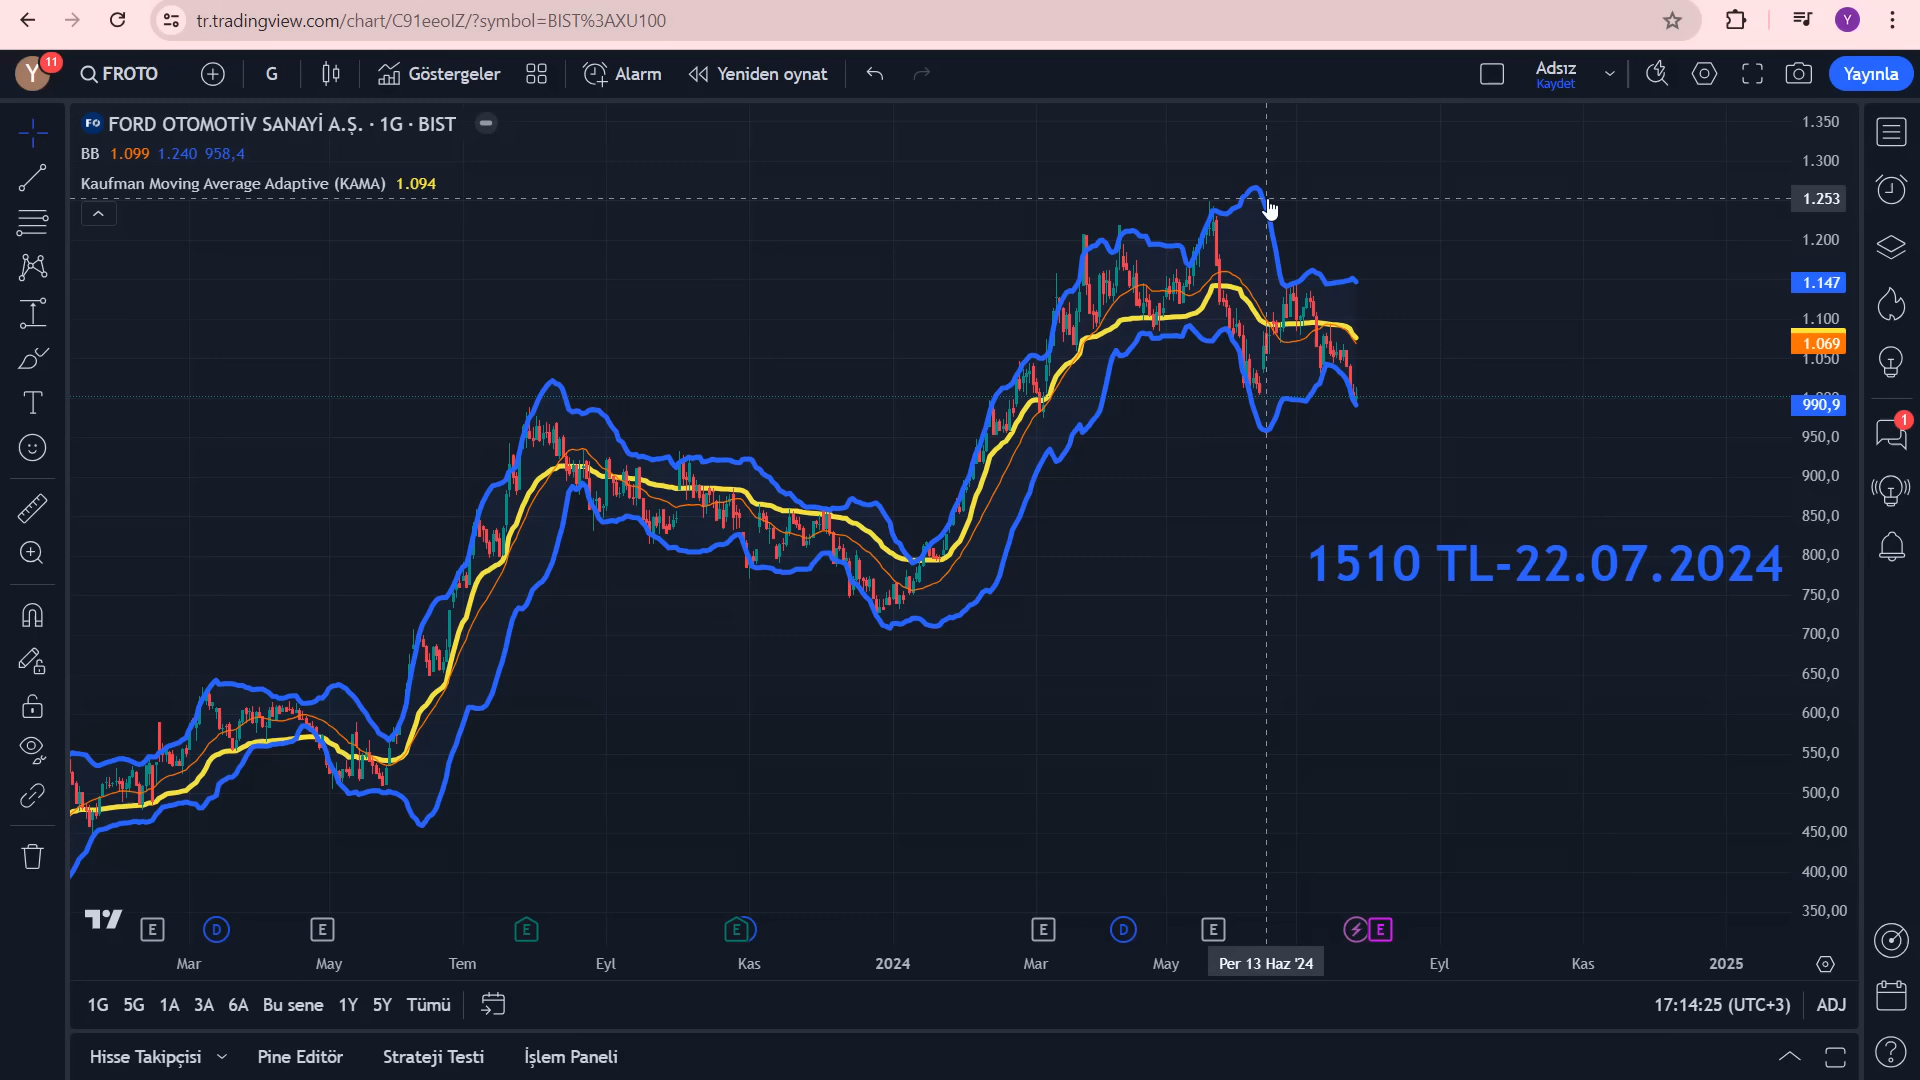 tr.tradingview.com/chart/C91eeoIZ/?symbol=BIST%3AXU100
Y
Y 11 FROTO G Göstergeler Alarm Yeniden oynat Adsız Kaydet Yayınla
FO FORD OTOMOTİV SANAYİ A.Ş. · 1G · BIST
BB 1.099 1.240 958,4
Kaufman Moving Average Adaptive (KAMA) 1.094
1.350
1.300
1.253
1.200
1.147
1.100
1.069
1.050
990,9
950,0
900,0
850,0
800,0
750,0
700,0
650,0
600,0
550,0
500,0
450,00
400,00
350,00
1
1510 TL-22.07.2024
E D E E E E D E E
Mar May Tem Eyl Kas 2024 Mar May Per 13 Haz '24 Eyl Kas 2025
1G 5G 1A 3A 6A Bu sene 1Y 5Y Tümü 17:14:25 (UTC+3) ADJ
Hisse Takipçisi Pine Editör Strateji Testi İşlem Paneli